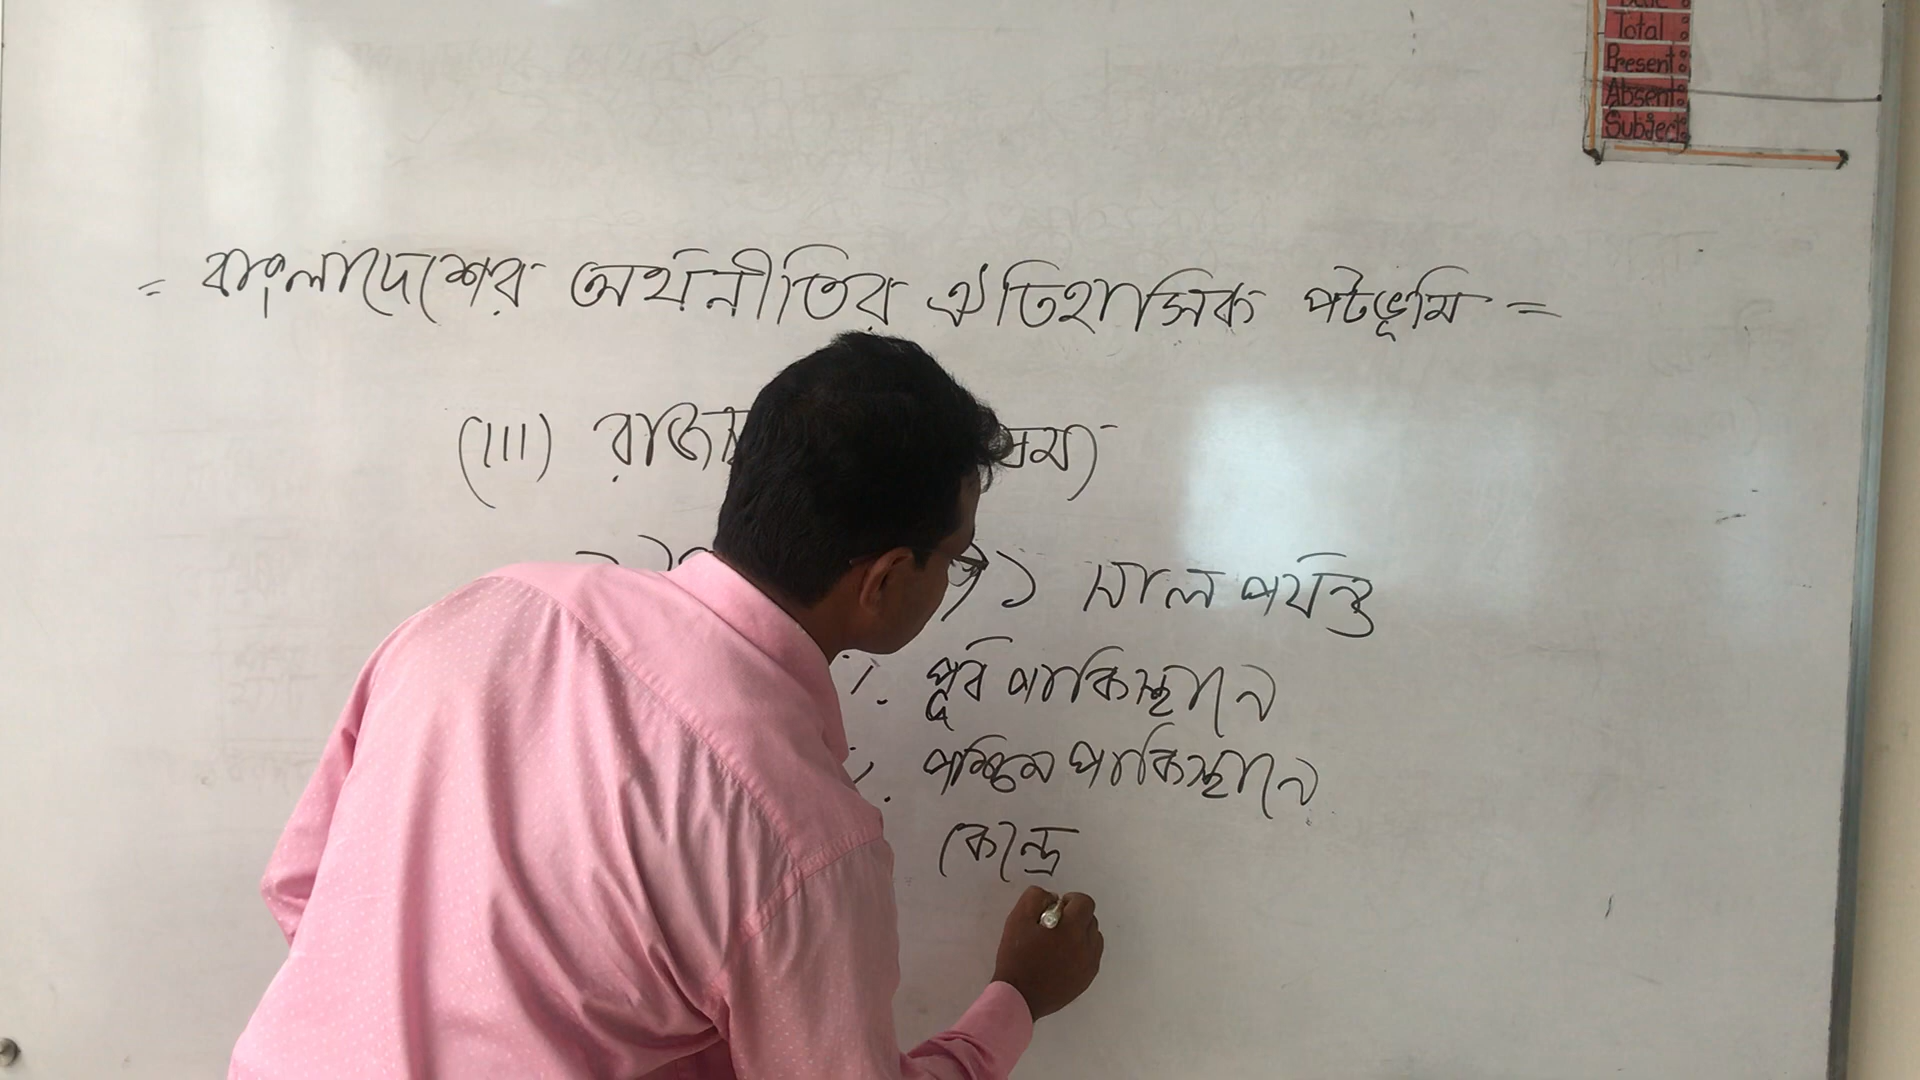 Total :
Present :
Absent :
Subject :
= বাংলাদেশের অর্থনীতির ঐতিহাসিক পটভূমি =
(iii)
সাল পর্যন্ত
পূর্ব পাকিস্থানে
পশ্চিম পাকিস্থানে
কেন্দ্রে